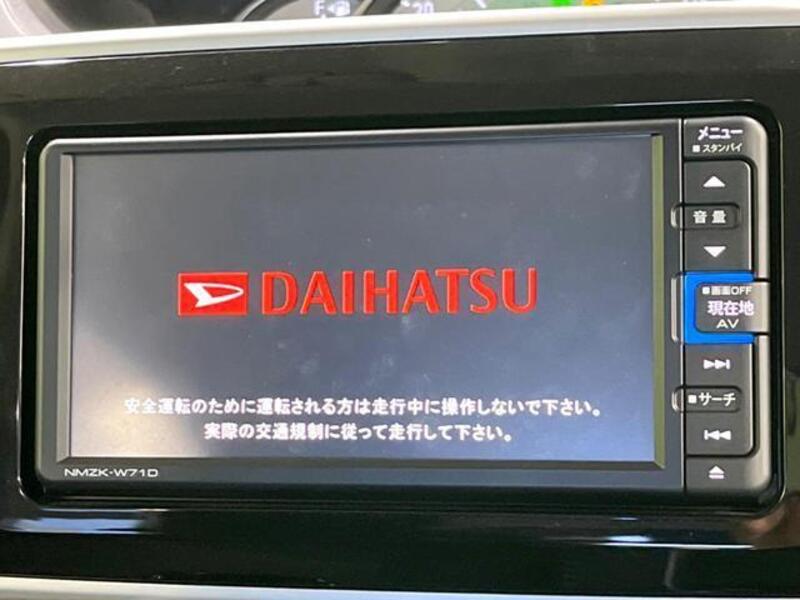 F
20
DAIHATSU
安全運転のために運転される方は走行中に操作しないで下さい。
実際の交通規制に従って走行して下さい。
NMZK-W71D
メニュー
■スタンバイ
音量
■画面OFF
現在地
AV
■サーチ